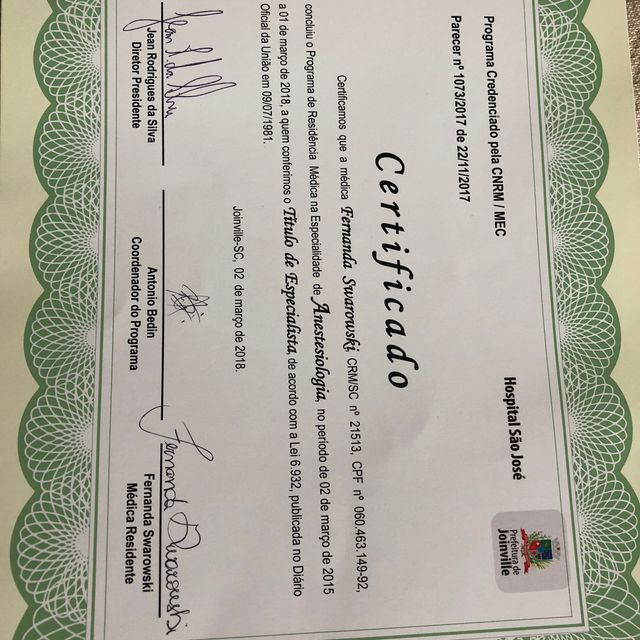 Programa Credenciado pela CNRM / MEC
Parecer nº 1073/2017 de 22/11/2017
Hospital São José
Prefeitura de
Joinville
Certificado
Certificamos que a médica Fernanda Swarowski, CRM/SC nº 21513, CPF nº 060.463.149-92,
concluiu o Programa de Residência Médica na Especialidade de Anestesiologia, no período de 02 de março de 2015
a 01 de março de 2018, a quem conferimos o Título de Especialista, de acordo com a Lei 6.932, publicada no Diário
Oficial da União em 09/07/1981.
Joinville-SC, 02 de março de 2018.
Jean Rodrigues da Silva
Diretor Presidente
Antonio Bedin
Coordenador do Programa
Fernanda Swarowski
Fernanda Swarowski
Médica Residente